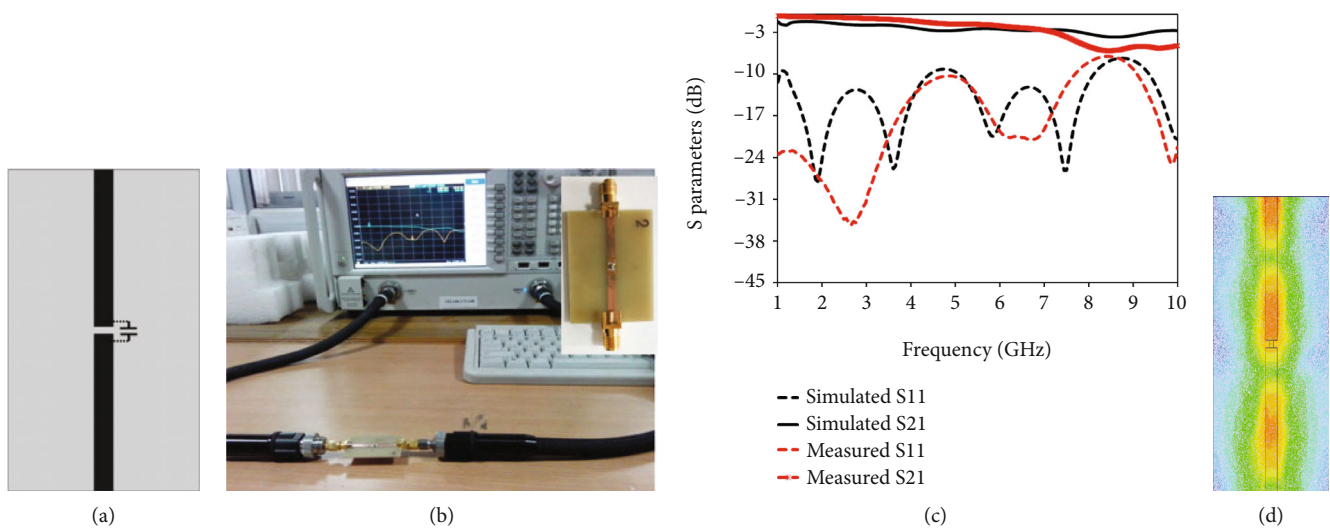 2
S parameters (dB)
−3
−10
−17
−24
−31
−38
−45
1 2 3 4 5 6 7 8 9 10
Frequency (GHz)
Simulated S11
Simulated S21
Measured S11
Measured S21
(a) (b) (c) (d)